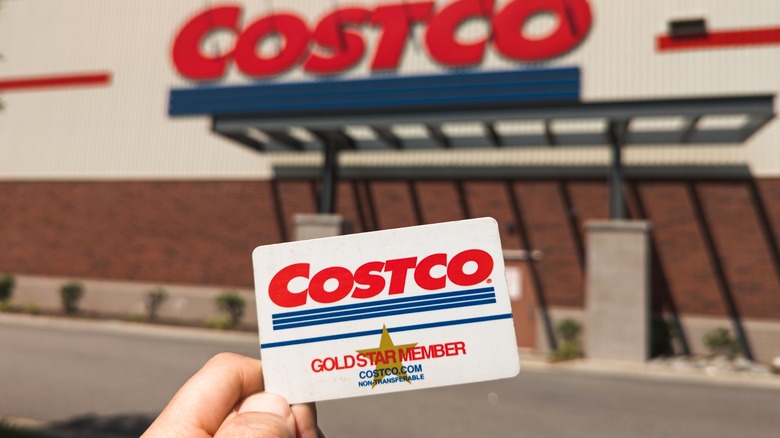 COSTCO
COSTCO®
GOLD STAR MEMBER
COSTCO.COM
NON-TRANSFERABLE